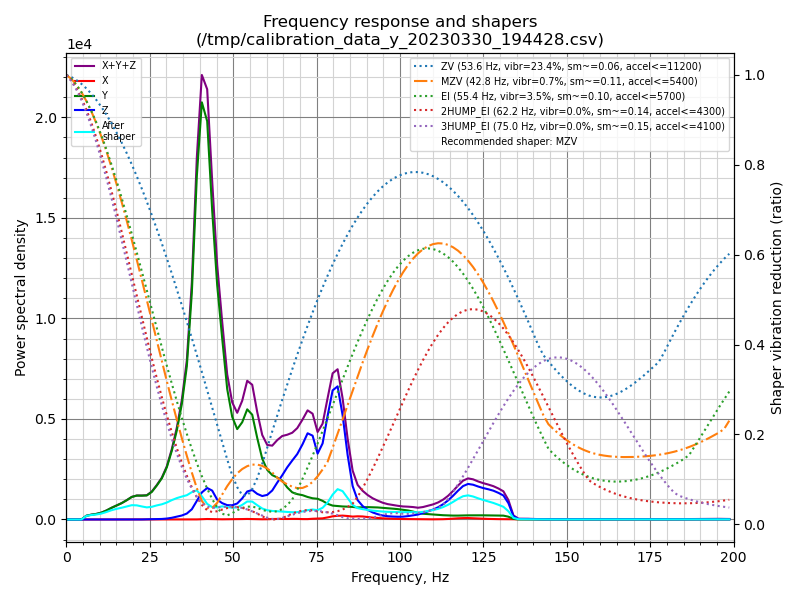 Frequency response and shapers
(/tmp/calibration_data_y_20230330_194428.csv)
1e4
X+Y+Z
X
Y
Z
After
shaper
ZV (53.6 Hz, vibr=23.4%, sm~=0.06, accel<=11200)
MZV (42.8 Hz, vibr=0.7%, sm~=0.11, accel<=5400)
EI (55.4 Hz, vibr=3.5%, sm~=0.10, accel<=5700)
2HUMP_EI (62.2 Hz, vibr=0.0%, sm~=0.14, accel<=4300)
3HUMP_EI (75.0 Hz, vibr=0.0%, sm~=0.15, accel<=4100)
Recommended shaper: MZV
Power spectral density
2.0
1.5
1.0
0.5
0.0
1.0
0.8
0.6
0.4
0.2
0.0
Shaper vibration reduction (ratio)
0 25 50 75 100 125 150 175 200
Frequency, Hz